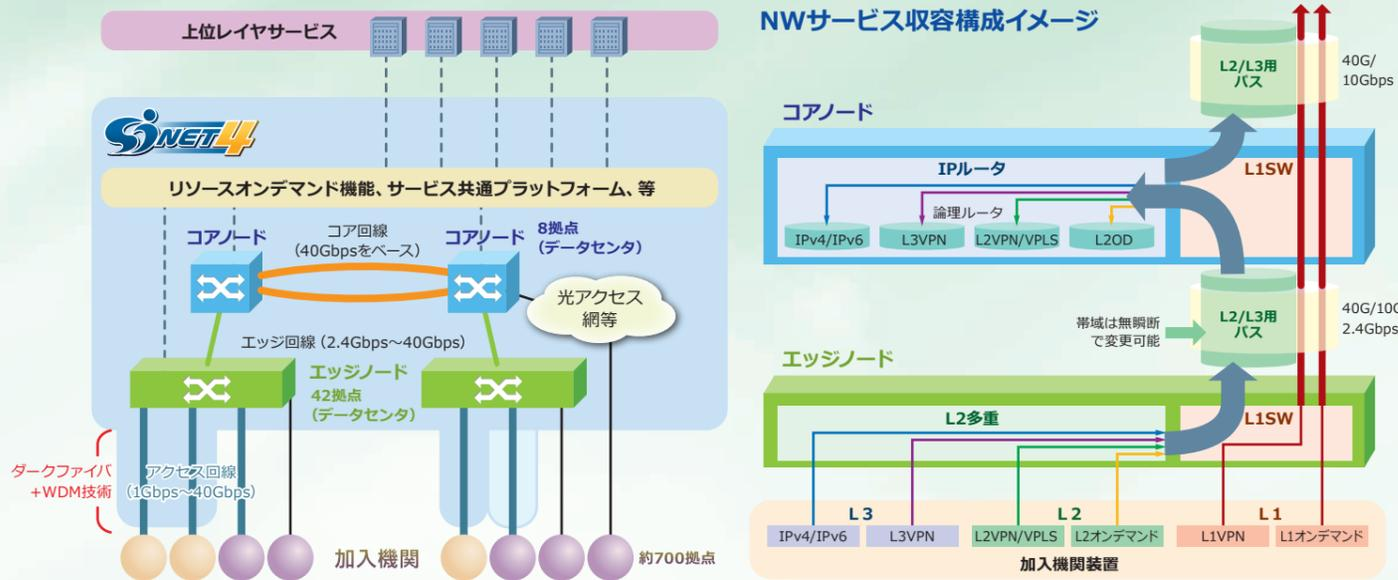 上位レイヤサービス
SINET4
リソースオンデマンド機能、サービス共通プラットフォーム、等
コアノード
コア回線
（40Gbpsをベース）
コアノード
8拠点
（データセンタ）
光アクセス
網等
エッジ回線（2.4Gbps～40Gbps）
エッジノード
42拠点
（データセンタ）
ダークファイバ
+WDM技術
アクセス回線
（1Gbps～40Gbps）
加入機関
約700拠点
NWサービス収容構成イメージ
L2/L3用
パス
40G/
10Gbps
コアノード
IPルータ
L1SW
論理ルータ
IPv4/IPv6
L3VPN
L2VPN/VPLS
L2OD
帯域は無瞬断
で変更可能
L2/L3用
パス
40G/10G
2.4Gbps
エッジノード
L2多重
L1SW
L3
L2
L1
IPv4/IPv6
L3VPN
L2VPN/VPLS
L2オンデマンド
L1VPN
L1オンデマンド
加入機関装置